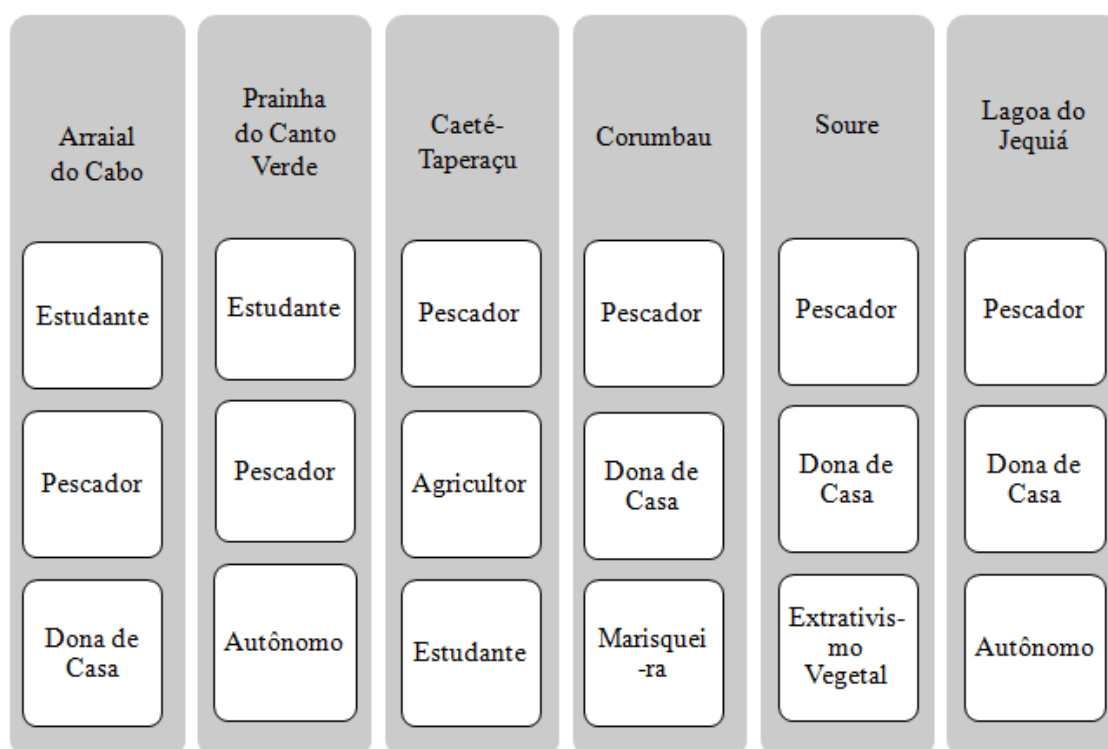 Arraial
do Cabo
Estudante
Pescador
Dona de
Casa
Prainha
do Canto
Verde
Estudante
Pescador
Autônomo
Caeté-
Taperaçu
Pescador
Agricultor
Estudante
Corumbau
Pescador
Dona de
Casa
Marisquei
-ra
Soure
Pescador
Dona de
Casa
Extrativis-
mo
Vegetal
Lagoa do
Jequiá
Pescador
Dona de
Casa
Autônomo